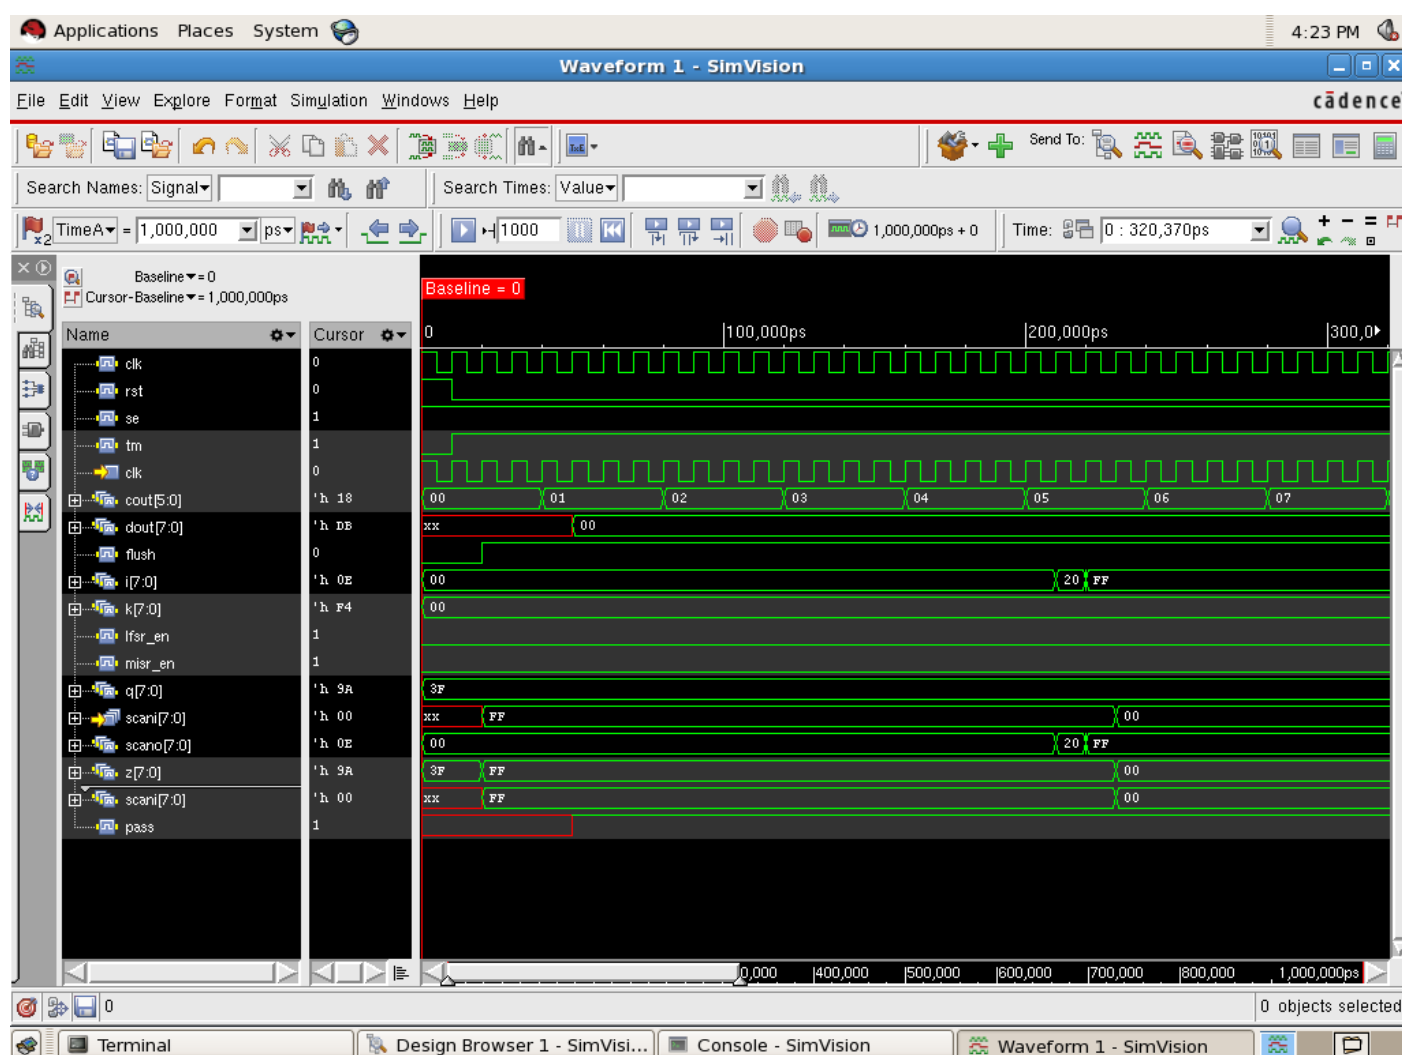 Applications Places System 4:23 PM
Waveform 1 - SimVision
File Edit View Explore Format Simulation Windows Help cādence
Send To:
Search Names: Signal Search Times: Value
x2 TimeA = 1,000,000 ps 1000 1,000,000ps + 0 Time: 0 : 320,370ps
Baseline = 0
Cursor-Baseline = 1,000,000ps
Baseline = 0
Name Cursor 0 100,000ps 200,000ps 300,0
clk 0
rst 0
se 1
tm 1
clk 0
cout[5:0] 'h 18 00 01 02 03 04 05 06 07
dout[7:0] 'h DB xx 00
flush 0
i[7:0] 'h 0E 00 20 FF
k[7:0] 'h F4 00
lfsr_en 1
misr_en 1
q[7:0] 'h 9A 3F
scani[7:0] 'h 00 xx FF 00
scano[7:0] 'h 0E 00 20 FF
z[7:0] 'h 9A 3F FF 00
scani[7:0] 'h 00 xx FF 00
pass 1
0,000 400,000 500,000 600,000 700,000 800,000 1,000,000ps
0 0 objects selected
Terminal Design Browser 1 - SimVisi... Console - SimVision Waveform 1 - SimVision